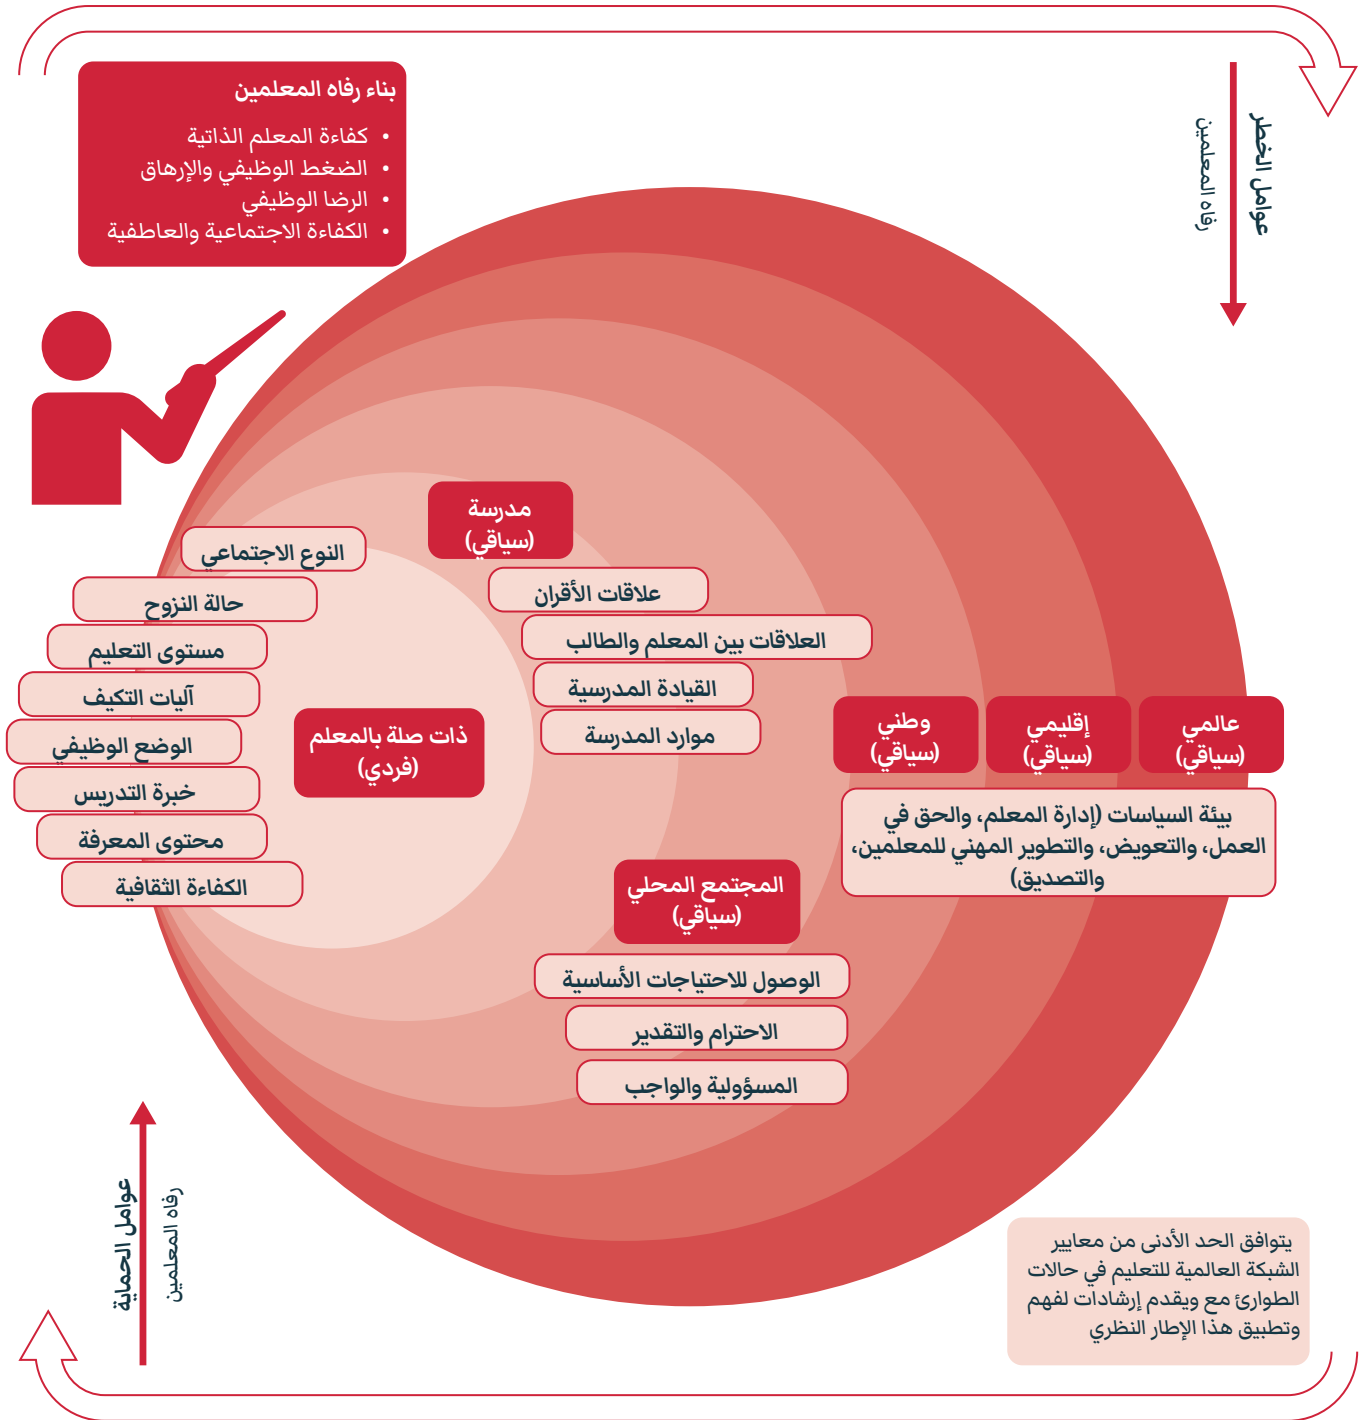 بناء رفاه المعلمين
• كفاءة المعلم الذاتية
• الضغط الوظيفي والإرهاق
• الرضا الوظيفي
• الكفاءة الاجتماعية والعاطفية
عوامل الخطر
رفاه المعلمين
مدرسة
(سياقي)
علاقات الأقران
العلاقات بين المعلم والطالب
القيادة المدرسية
موارد المدرسة
النوع الاجتماعي
حالة النزوح
مستوى التعليم
آليات التكيف
الوضع الوظيفي
خبرة التدريس
محتوى المعرفة
الكفاءة الثقافية
ذات صلة بالمعلم
(فردي)
وطني
(سياقي)
إقليمي
(سياقي)
عالمي
(سياقي)
بيئة السياسات (إدارة المعلم، والحق في
العمل، والتعويض، والتطوير المهني للمعلمين،
والتصديق)
المجتمع المحلي
(سياقي)
الوصول للاحتياجات الأساسية
الاحترام والتقدير
المسؤولية والواجب
عوامل الحماية
رفاه المعلمين
يتوافق الحد الأدنى من معايير
الشبكة العالمية للتعليم في حالات
الطوارئ مع ويقدم إرشادات لفهم
وتطبيق هذا الإطار النظري